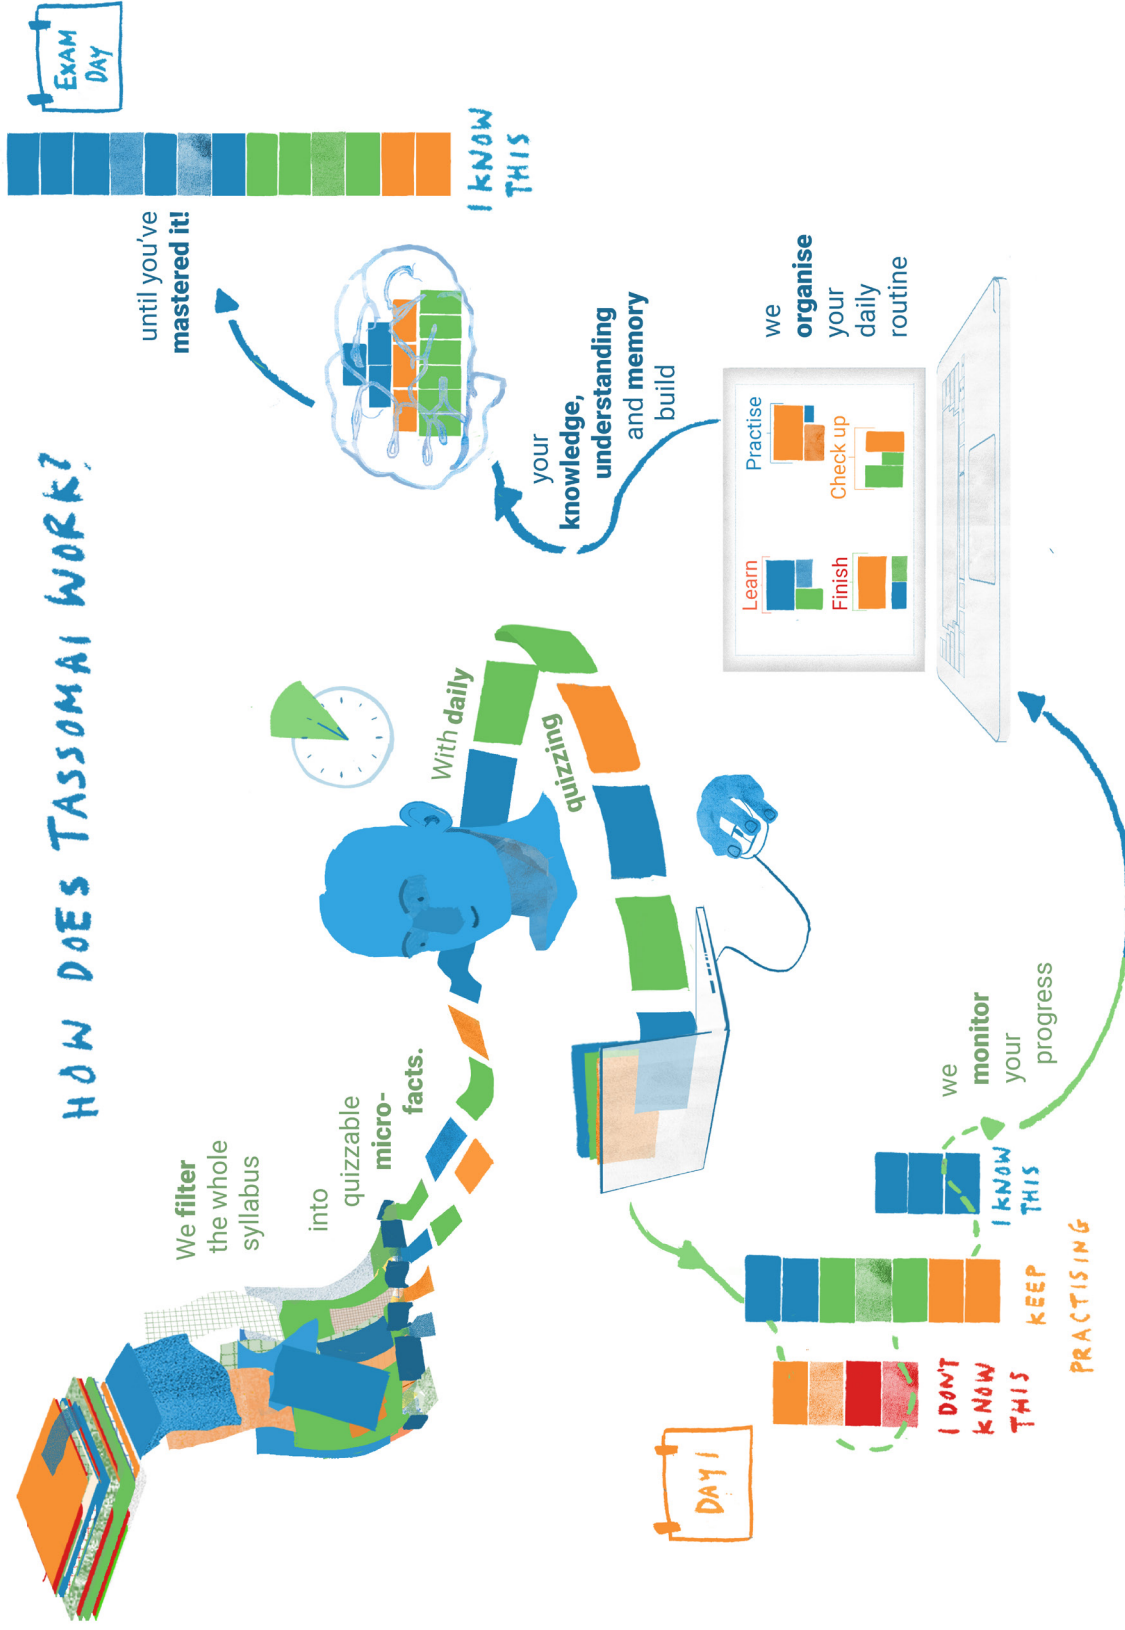 HOW DOES TASSOMAI WORK?
We filter
the whole
syllabus
into
quizzable
micro-
facts.
With daily
quizzing
DAY 1
I DON'T
KNOW
THIS
KEEP
PRACTISING
I KNOW
THIS
we
monitor
your
progress
Learn
Practise
Finish
Check up
we
organise
your
daily
routine
your
knowledge,
understanding
and memory
build
until you've
mastered it!
EXAM
DAY
I KNOW
THIS